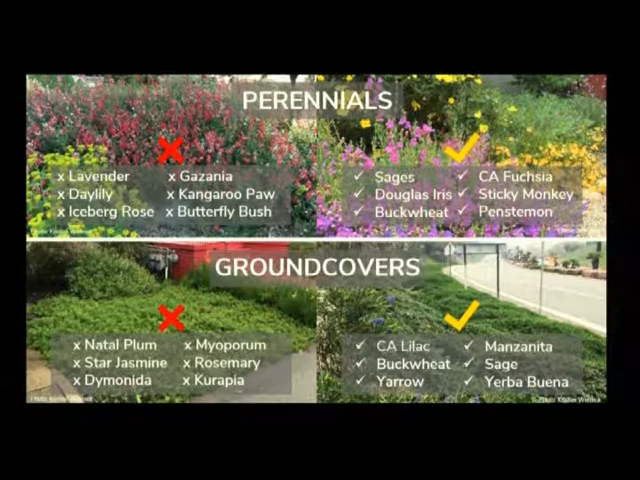 PERENNIALS
x Lavender x Gazania
x Daylily x Kangaroo Paw
x Iceberg Rose x Butterfly Bush
✓ Sages ✓ CA Fuchsia
✓ Douglas Iris ✓ Sticky Monkey
✓ Buckwheat ✓ Penstemon
GROUNDCOVERS
x Natal Plum x Myoporum
x Star Jasmine x Rosemary
x Dymonida x Kurapia
✓ CA Lilac ✓ Manzanita
✓ Buckwheat ✓ Sage
✓ Yarrow ✓ Yerba Buena